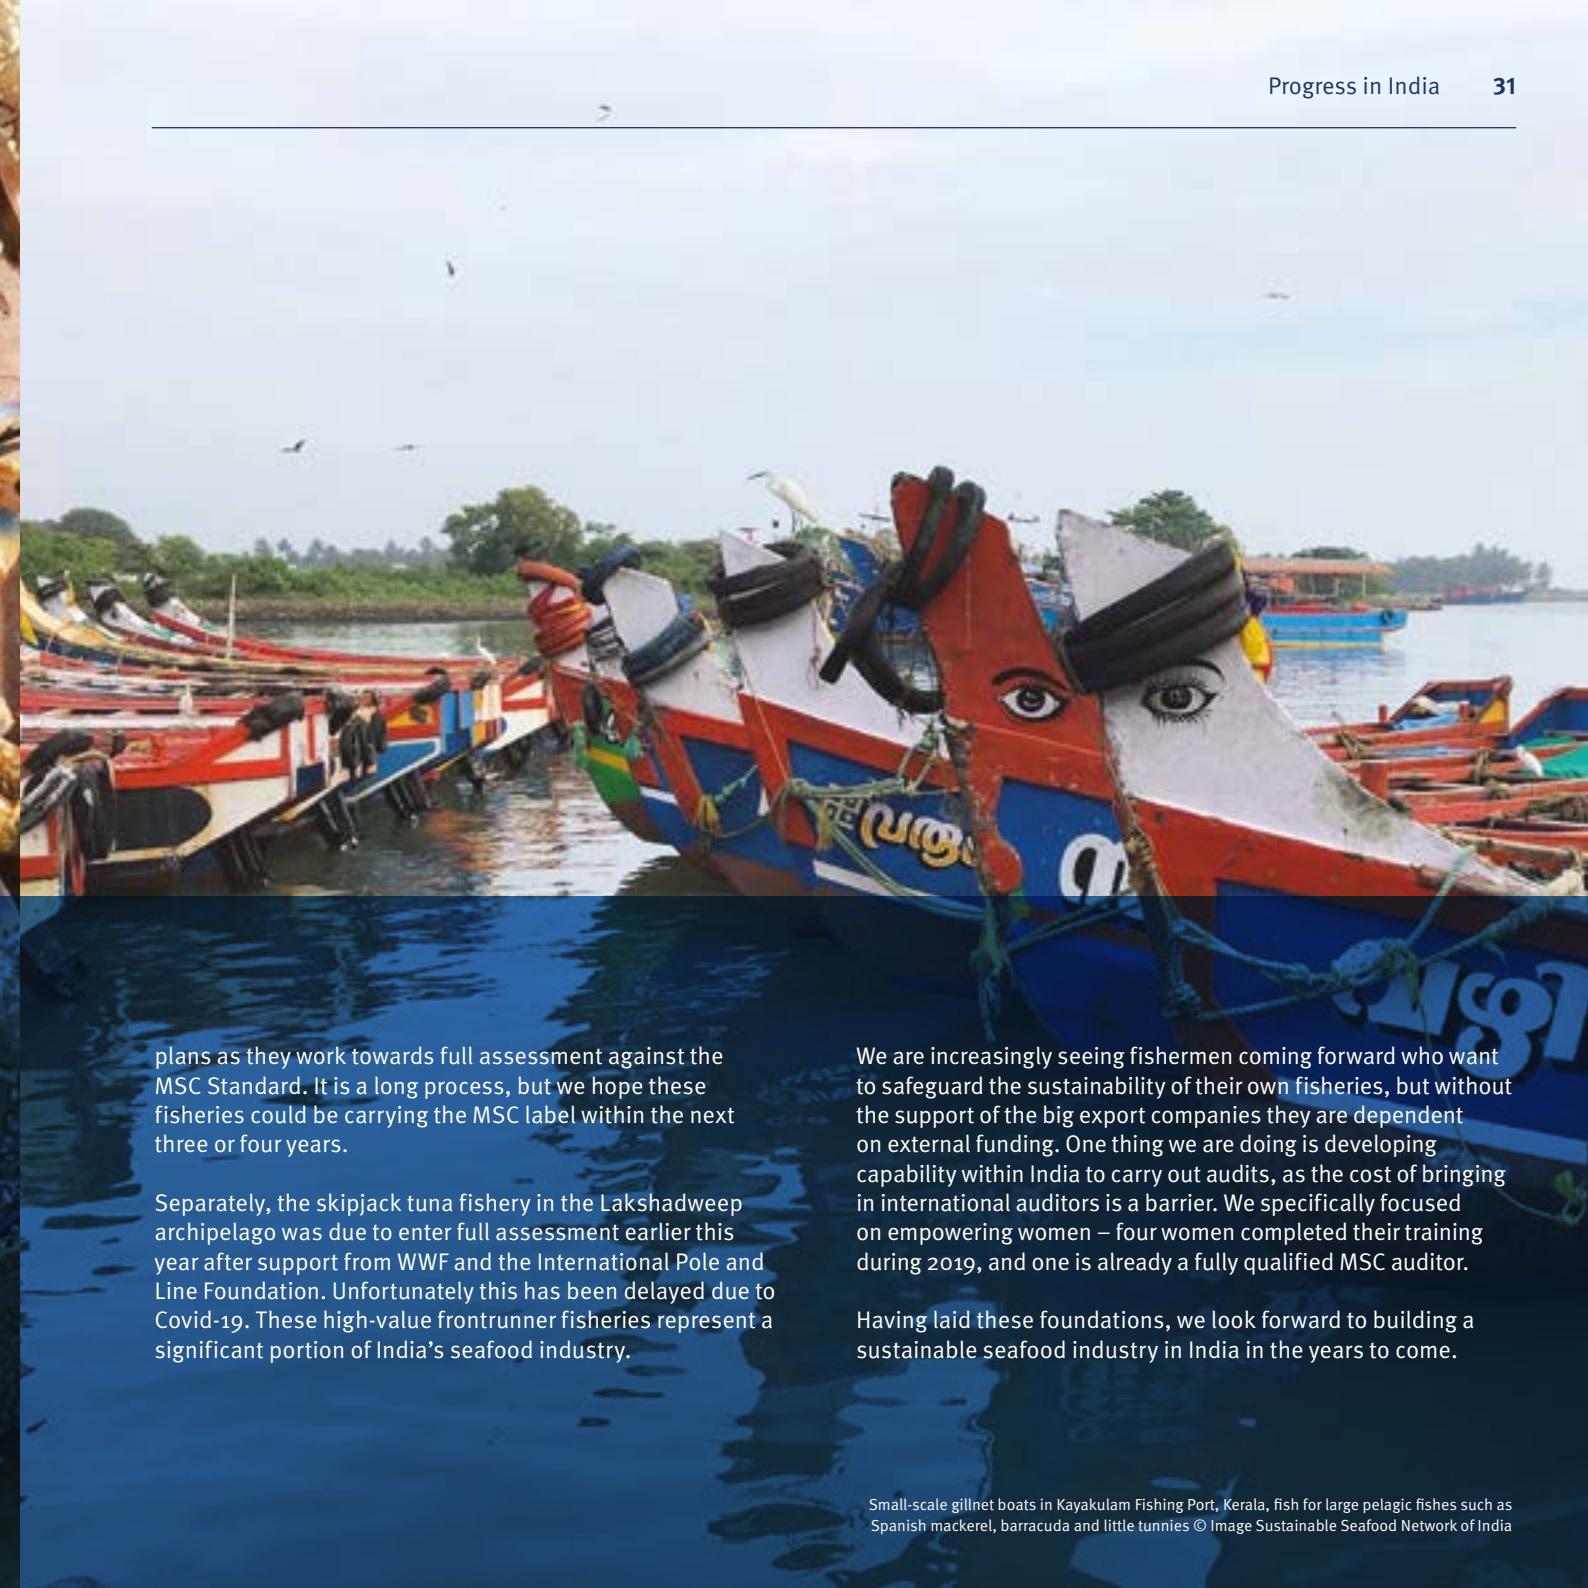 Progress in India 31
plans as they work towards full assessment against the
MSC Standard. It is a long process, but we hope these
fisheries could be carrying the MSC label within the next
three or four years.
Separately, the skipjack tuna fishery in the Lakshadweep
archipelago was due to enter full assessment earlier this
year after support from WWF and the International Pole and
Line Foundation. Unfortunately this has been delayed due to
Covid-19. These high-value frontrunner fisheries represent a
significant portion of India’s seafood industry.
We are increasingly seeing fishermen coming forward who want
to safeguard the sustainability of their own fisheries, but without
the support of the big export companies they are dependent
on external funding. One thing we are doing is developing
capability within India to carry out audits, as the cost of bringing
in international auditors is a barrier. We specifically focused
on empowering women – four women completed their training
during 2019, and one is already a fully qualified MSC auditor.
Having laid these foundations, we look forward to building a
sustainable seafood industry in India in the years to come.
Small-scale gillnet boats in Kayakulam Fishing Port, Kerala, fish for large pelagic fishes such as
Spanish mackerel, barracuda and little tunnies © Image Sustainable Seafood Network of India